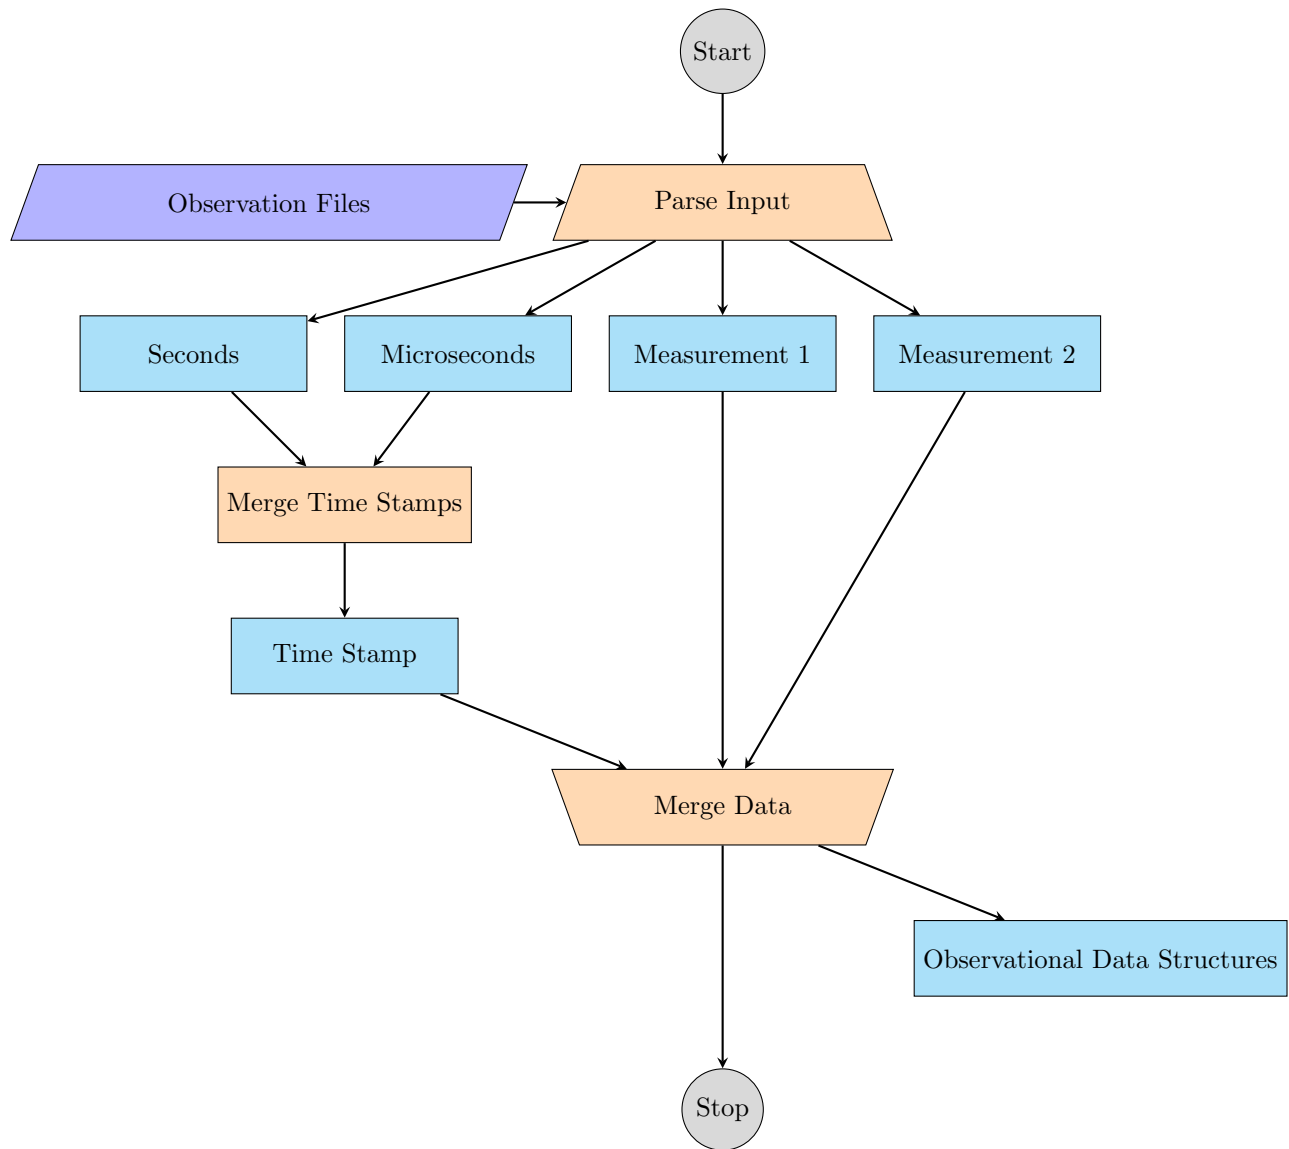 Start
Observation Files
Parse Input
Seconds
Microseconds
Measurement 1
Measurement 2
Merge Time Stamps
Time Stamp
Merge Data
Observational Data Structures
Stop